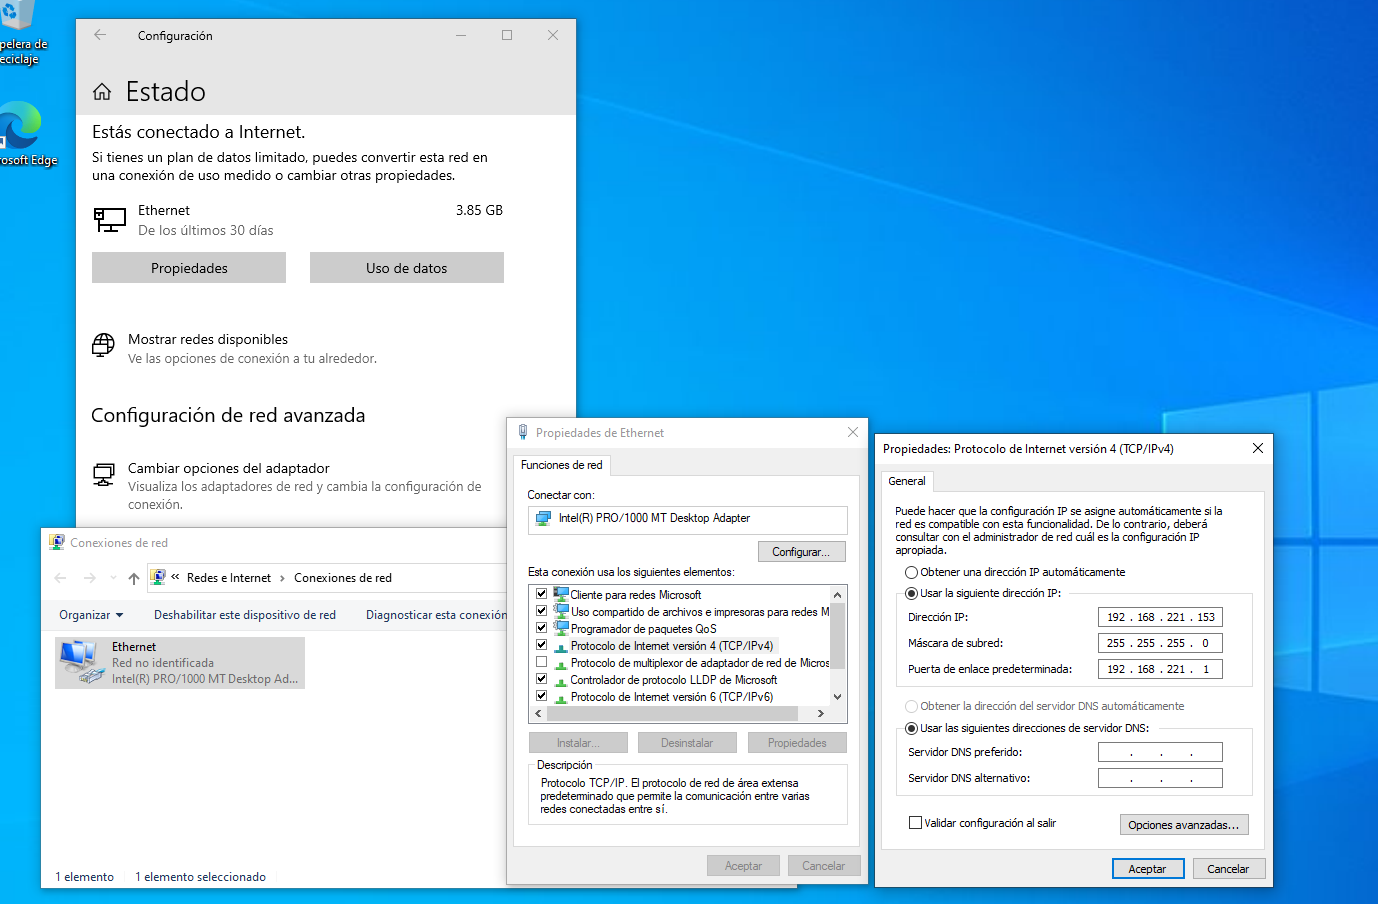 pelera de
eciclaje
rosoft Edge
Configuración
Estado
Estás conectado a Internet.
Si tienes un plan de datos limitado, puedes convertir esta red en
una conexión de uso medido o cambiar otras propiedades.
Ethernet
3.85 GB
De los últimos 30 días
Propiedades
Uso de datos
Mostrar redes disponibles
Ve las opciones de conexión a tu alrededor.
Configuración de red avanzada
Cambiar opciones del adaptador
Visualiza los adaptadores de red y cambia la configuración de
conexión.
Conexiones de red
« Redes e Internet › Conexiones de red
Organizar
Deshabilitar este dispositivo de red
Diagnosticar esta conexión
Ethernet
Red no identificada
Intel(R) PRO/1000 MT Desktop Ad...
1 elemento
1 elemento seleccionado
Propiedades de Ethernet
Funciones de red
Conectar con:
Intel(R) PRO/1000 MT Desktop Adapter
Configurar...
Esta conexión usa los siguientes elementos:
Cliente para redes Microsoft
Uso compartido de archivos e impresoras para redes M
Programador de paquetes QoS
Protocolo de Internet versión 4 (TCP/IPv4)
Protocolo de multiplexor de adaptador de red de Micros
Controlador de protocolo LLDP de Microsoft
Protocolo de Internet versión 6 (TCP/IPv6)
Instalar...
Desinstalar
Propiedades
Descripción
Protocolo TCP/IP. El protocolo de red de área extensa
predeterminado que permite la comunicación entre varias
redes conectadas entre sí.
Aceptar
Cancelar
Propiedades: Protocolo de Internet versión 4 (TCP/IPv4)
General
Puede hacer que la configuración IP se asigne automáticamente si la
red es compatible con esta funcionalidad. De lo contrario, deberá
consultar con el administrador de red cuál es la configuración IP
apropiada.
Obtener una dirección IP automáticamente
Usar la siguiente dirección IP:
Dirección IP:
192 . 168 . 221 . 153
Máscara de subred:
255 . 255 . 255 . 0
Puerta de enlace predeterminada:
192 . 168 . 221 . 1
Obtener la dirección del servidor DNS automáticamente
Usar las siguientes direcciones de servidor DNS:
Servidor DNS preferido:
. . .
Servidor DNS alternativo:
. . .
Validar configuración al salir
Opciones avanzadas...
Aceptar
Cancelar